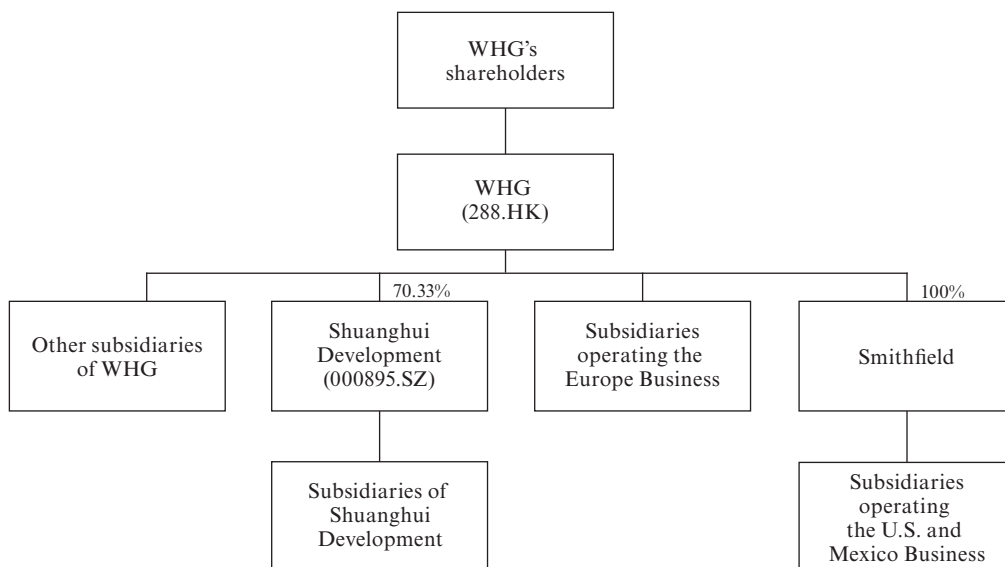 WHG's
shareholders
WHG
(288.HK)
70.33%
100%
Other subsidiaries
of WHG
Shuanghui
Development
(000895.SZ)
Subsidiaries
operating the
Europe Business
Smithfield
Subsidiaries of
Shuanghui
Development
Subsidiaries
operating
the U.S. and
Mexico Business